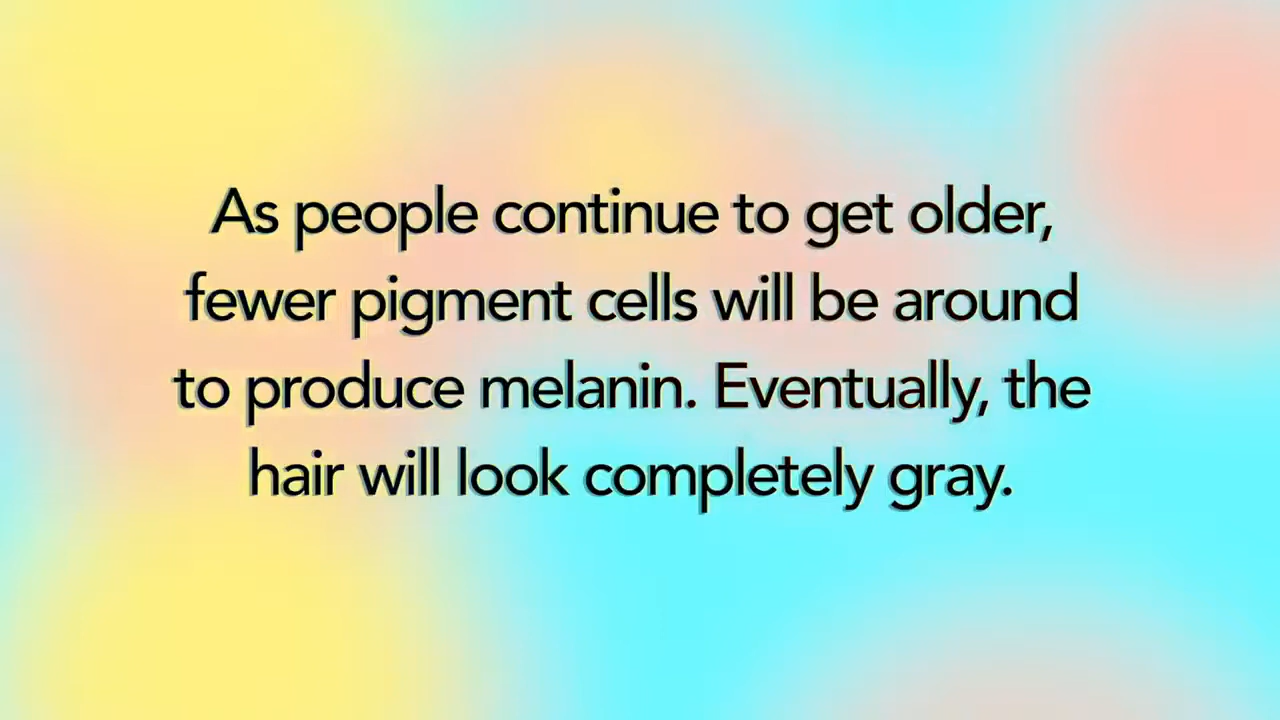 As people continue to get older,
fewer pigment cells will be around
to produce melanin. Eventually, the
hair will look completely gray.